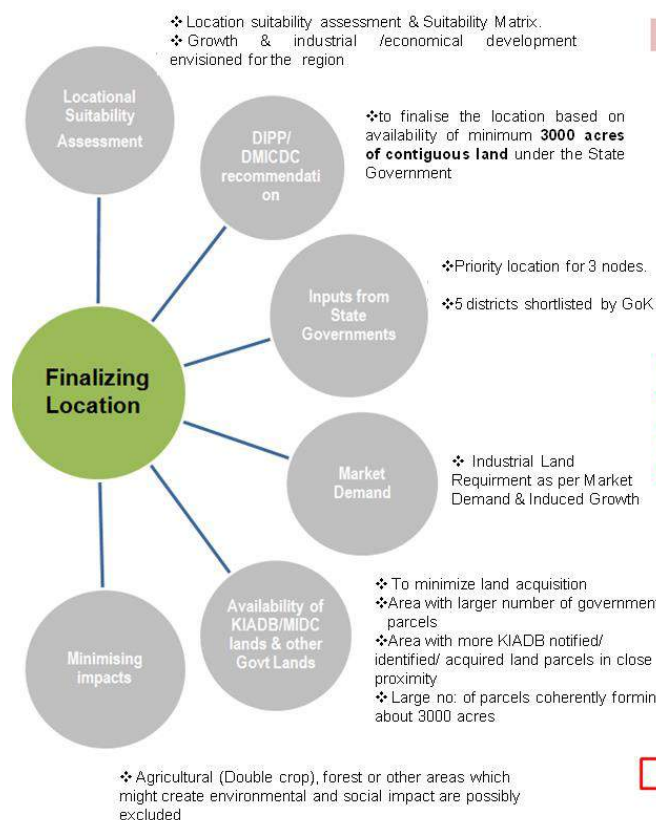 ❖ Location suitability assessment & Suitability Matrix.
❖ Growth & industrial /economical development
envisioned for the region
Locational
Suitability
Assessment
DIPP/
DMICDC
recommendati
on
❖to finalise the location based on
availability of minimum 3000 acres
of contiguous land under the State
Government
Inputs from
State
Governments
❖Priority location for 3 nodes.
❖5 districts shortlisted by GoK
Finalizing
Location
Market
Demand
❖ Industrial Land
Requirment as per Market
Demand & Induced Growth
Availability of
KIADB/MIDC
lands & other
Govt Lands
❖ To minimize land acquisition
❖Area with larger number of government
parcels
❖Area with more KIADB notified/
identified/ acquired land parcels in close
proximity
❖ Large no: of parcels coherently formin
about 3000 acres
Minimising
impacts
❖ Agricultural (Double crop), forest or other areas which
might create environmental and social impact are possibly
excluded